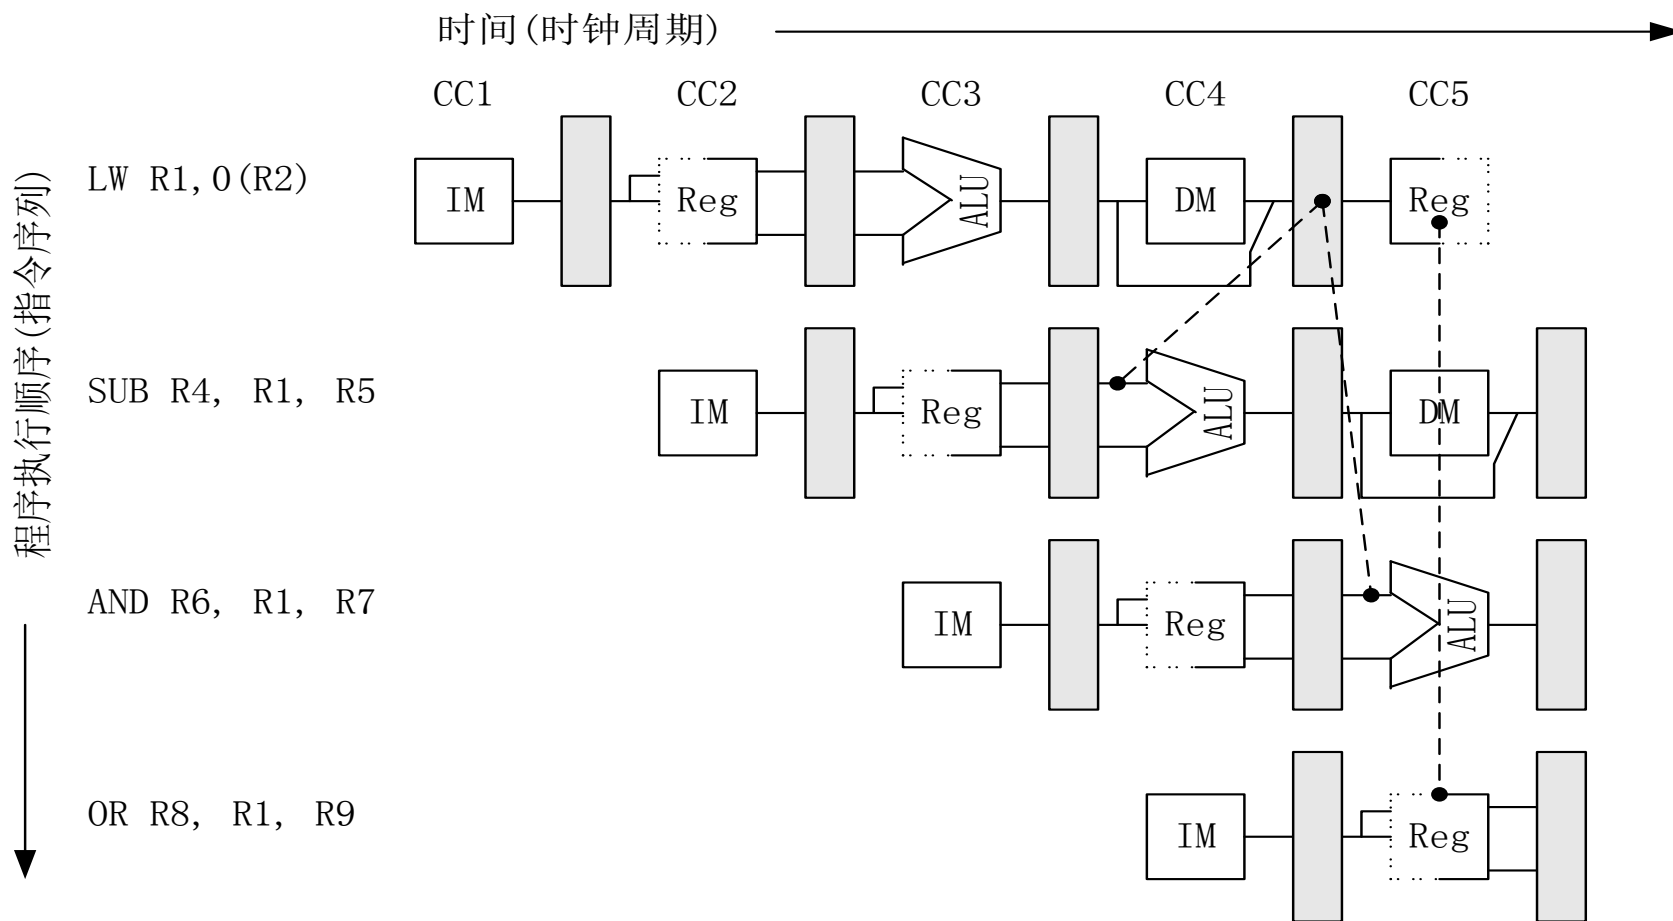 时间(时钟周期)
CC1 CC2 CC3 CC4 CC5
程序执行顺序(指令序列)
LW R1,0(R2)
IM Reg ALU DM Reg
SUB R4, R1, R5
IM Reg ALU DM
AND R6, R1, R7
IM Reg ALU
OR R8, R1, R9
IM Reg